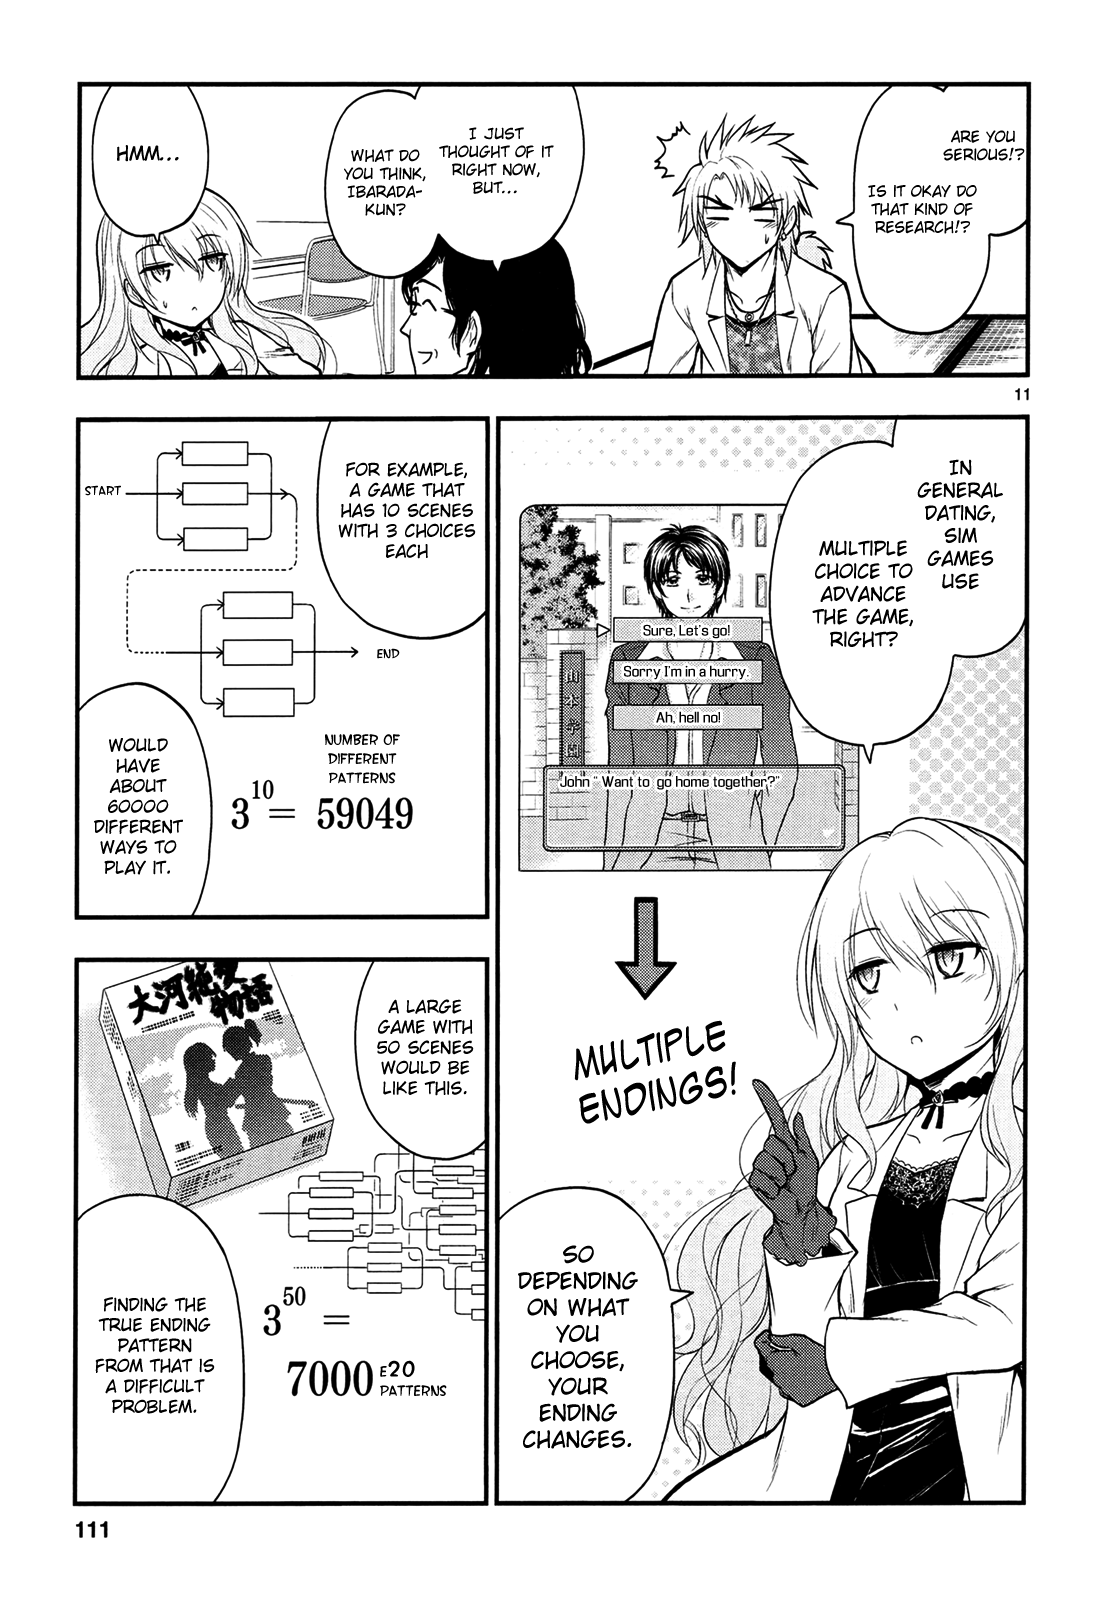 ARE YOU
SERIOUS!?
IS IT OKAY DO
THAT KIND OF
RESEARCH!?
I JUST
THOUGHT OF IT
RIGHT NOW,
BUT...
WHAT DO
YOU THINK,
IBARADA-
KUN?
HMM...
11
IN
GENERAL
DATING,
SIM
GAMES
USE
MULTIPLE
CHOICE TO
ADVANCE
THE GAME,
RIGHT?
Sure, Let's go!
Sorry I'm in a hurry.
Ah, hell no!
山本学園
John " Want to go home together?"
MULTIPLE
ENDINGS!
SO
DEPENDING
ON WHAT
YOU
CHOOSE,
YOUR
ENDING
CHANGES.
FOR EXAMPLE,
A GAME THAT
HAS 10 SCENES
WITH 3 CHOICES
EACH
START
END
NUMBER OF
DIFFERENT
PATTERNS
3^10 = 59049
WOULD
HAVE
ABOUT
60000
DIFFERENT
WAYS TO
PLAY IT.
A LARGE
GAME WITH
50 SCENES
WOULD BE
LIKE THIS.
大河純愛
物語
3^50 =
7000 E20
PATTERNS
FINDING THE
TRUE ENDING
PATTERN
FROM THAT IS
A DIFFICULT
PROBLEM.
111